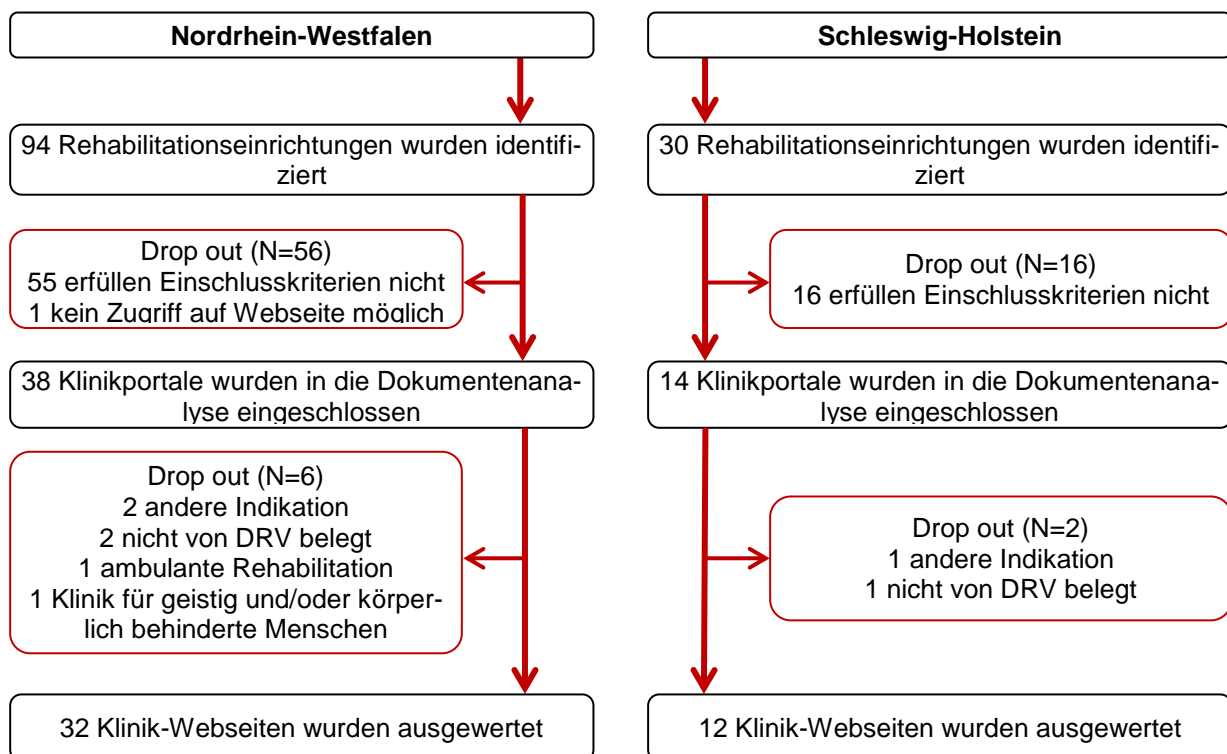 Nordrhein-Westfalen
94 Rehabilitationseinrichtungen wurden identifi-
ziert
Drop out (N=56)
55 erfüllen Einschlusskriterien nicht
1 kein Zugriff auf Webseite möglich
38 Klinikportale wurden in die Dokumentenana-
lyse eingeschlossen
Drop out (N=6)
2 andere Indikation
2 nicht von DRV belegt
1 ambulante Rehabilitation
1 Klinik für geistig und/oder körper-
lich behinderte Menschen
32 Klinik-Webseiten wurden ausgewertet
Schleswig-Holstein
30 Rehabilitationseinrichtungen wurden identifi-
ziert
Drop out (N=16)
16 erfüllen Einschlusskriterien nicht
14 Klinikportale wurden in die Dokumentenana-
lyse eingeschlossen
Drop out (N=2)
1 andere Indikation
1 nicht von DRV belegt
12 Klinik-Webseiten wurden ausgewertet